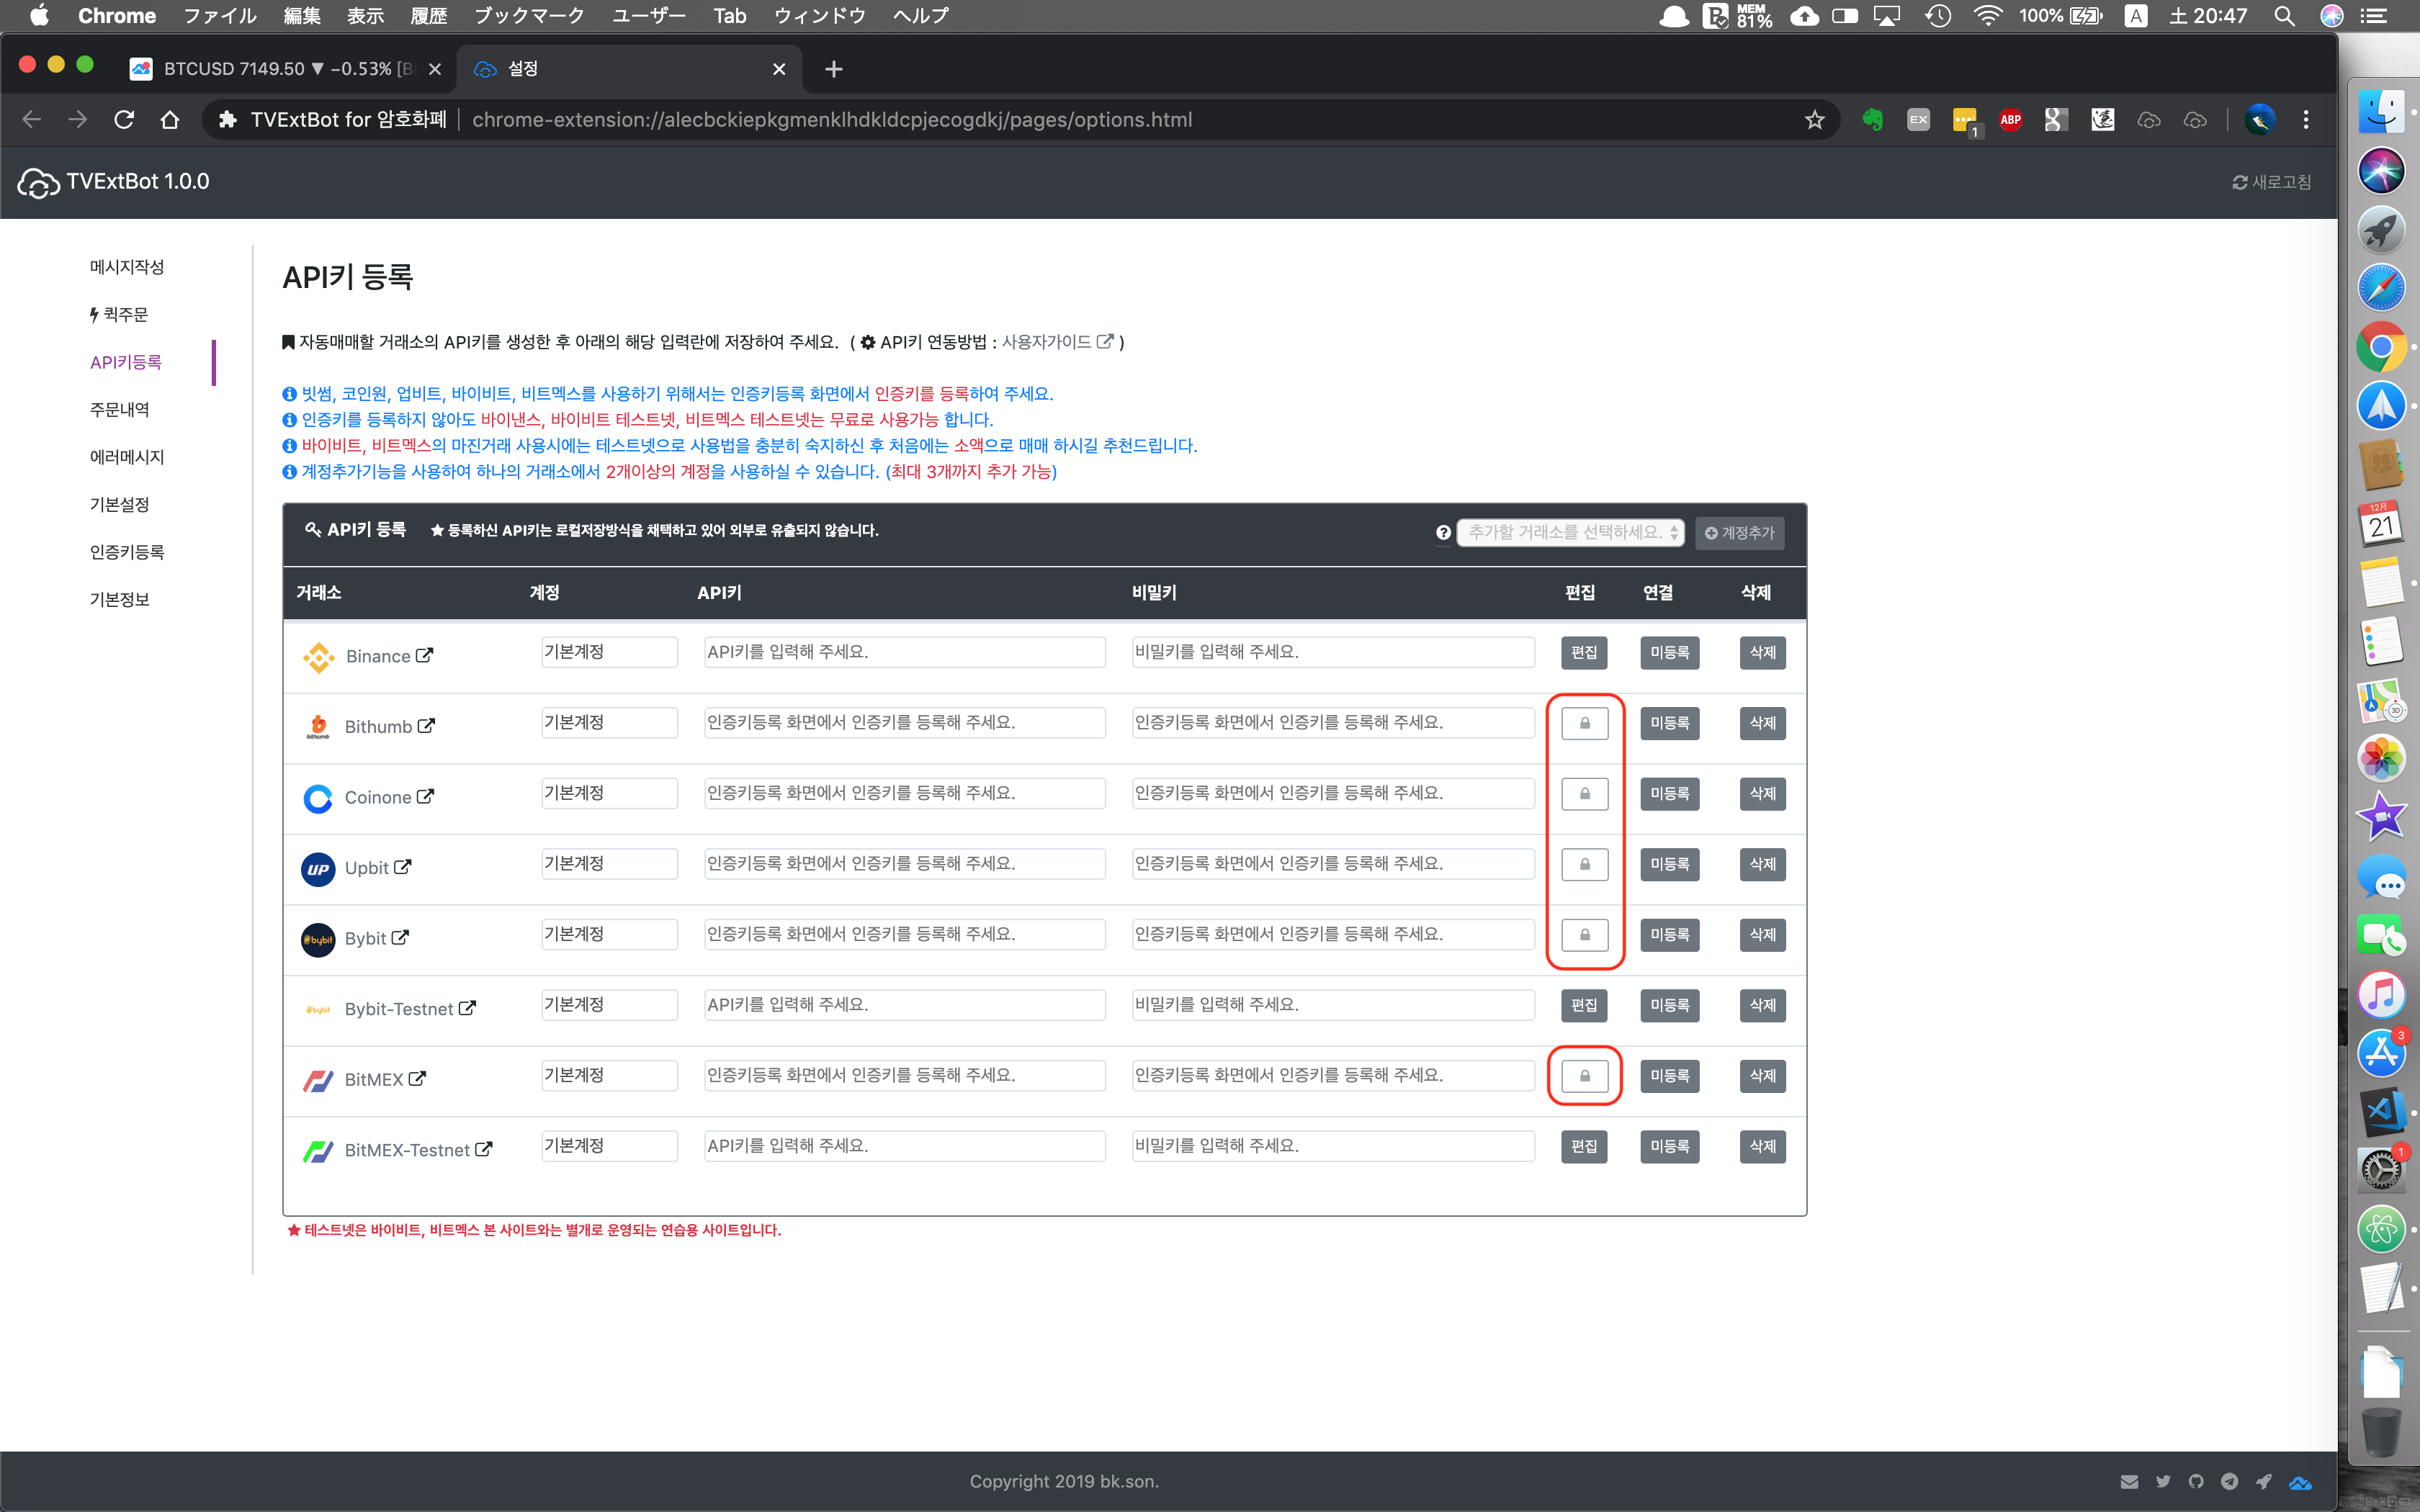 Chrome ファイル 編集 表示 履歴 ブックマーク ユーザー Tab ウィンドウ ヘルプ MEM 81% 100% A 土 20:47
BTCUSD 7149.50 ▼ −0.53% [B 설정
TVExtBot for 암호화폐 chrome-extension://alecbckiepkgmenklhdkldcpjecogdkj/pages/options.html EX 1 ABP
TVExtBot 1.0.0 새로고침
메시지작성
퀵주문
API키등록
주문내역
에러메시지
기본설정
인증키등록
기본정보
API키 등록
자동매매할 거래소의 API키를 생성한 후 아래의 해당 입력란에 저장하여 주세요. ( API키 연동방법 : 사용자가이드 )
빗썸, 코인원, 업비트, 바이비트, 비트멕스를 사용하기 위해서는 인증키등록 화면에서 인증키를 등록하여 주세요.
인증키를 등록하지 않아도 바이낸스, 바이비트 테스트넷, 비트멕스 테스트넷는 무료로 사용가능 합니다.
바이비트, 비트멕스의 마진거래 사용시에는 테스트넷으로 사용법을 충분히 숙지하신 후 처음에는 소액으로 매매 하시길 추천드립니다.
계정추가기능을 사용하여 하나의 거래소에서 2개이상의 계정을 사용하실 수 있습니다. (최대 3개까지 추가 가능)
API키 등록 ★ 등록하신 API키는 로컬저장방식을 채택하고 있어 외부로 유출되지 않습니다. 추가할 거래소를 선택하세요. 계정추가
거래소 계정 API키 비밀키 편집 연결 삭제
Binance 기본계정 API키를 입력해 주세요. 비밀키를 입력해 주세요. 편집 미등록 삭제
bithumb Bithumb 기본계정 인증키등록 화면에서 인증키를 등록해 주세요. 인증키등록 화면에서 인증키를 등록해 주세요. 미등록 삭제
Coinone 기본계정 인증키등록 화면에서 인증키를 등록해 주세요. 인증키등록 화면에서 인증키를 등록해 주세요. 미등록 삭제
UP Upbit 기본계정 인증키등록 화면에서 인증키를 등록해 주세요. 인증키등록 화면에서 인증키를 등록해 주세요. 미등록 삭제
bybit Bybit 기본계정 인증키등록 화면에서 인증키를 등록해 주세요. 인증키등록 화면에서 인증키를 등록해 주세요. 미등록 삭제
bybit Bybit-Testnet 기본계정 API키를 입력해 주세요. 비밀키를 입력해 주세요. 편집 미등록 삭제
BitMEX 기본계정 인증키등록 화면에서 인증키를 등록해 주세요. 인증키등록 화면에서 인증키를 등록해 주세요. 미등록 삭제
BitMEX-Testnet 기본계정 API키를 입력해 주세요. 비밀키를 입력해 주세요. 편집 미등록 삭제
★ 테스트넷은 바이비트, 비트멕스 본 사이트와는 별개로 운영되는 연습용 사이트입니다.
Copyright 2019 bk.son.
12月
21
3D
3
1